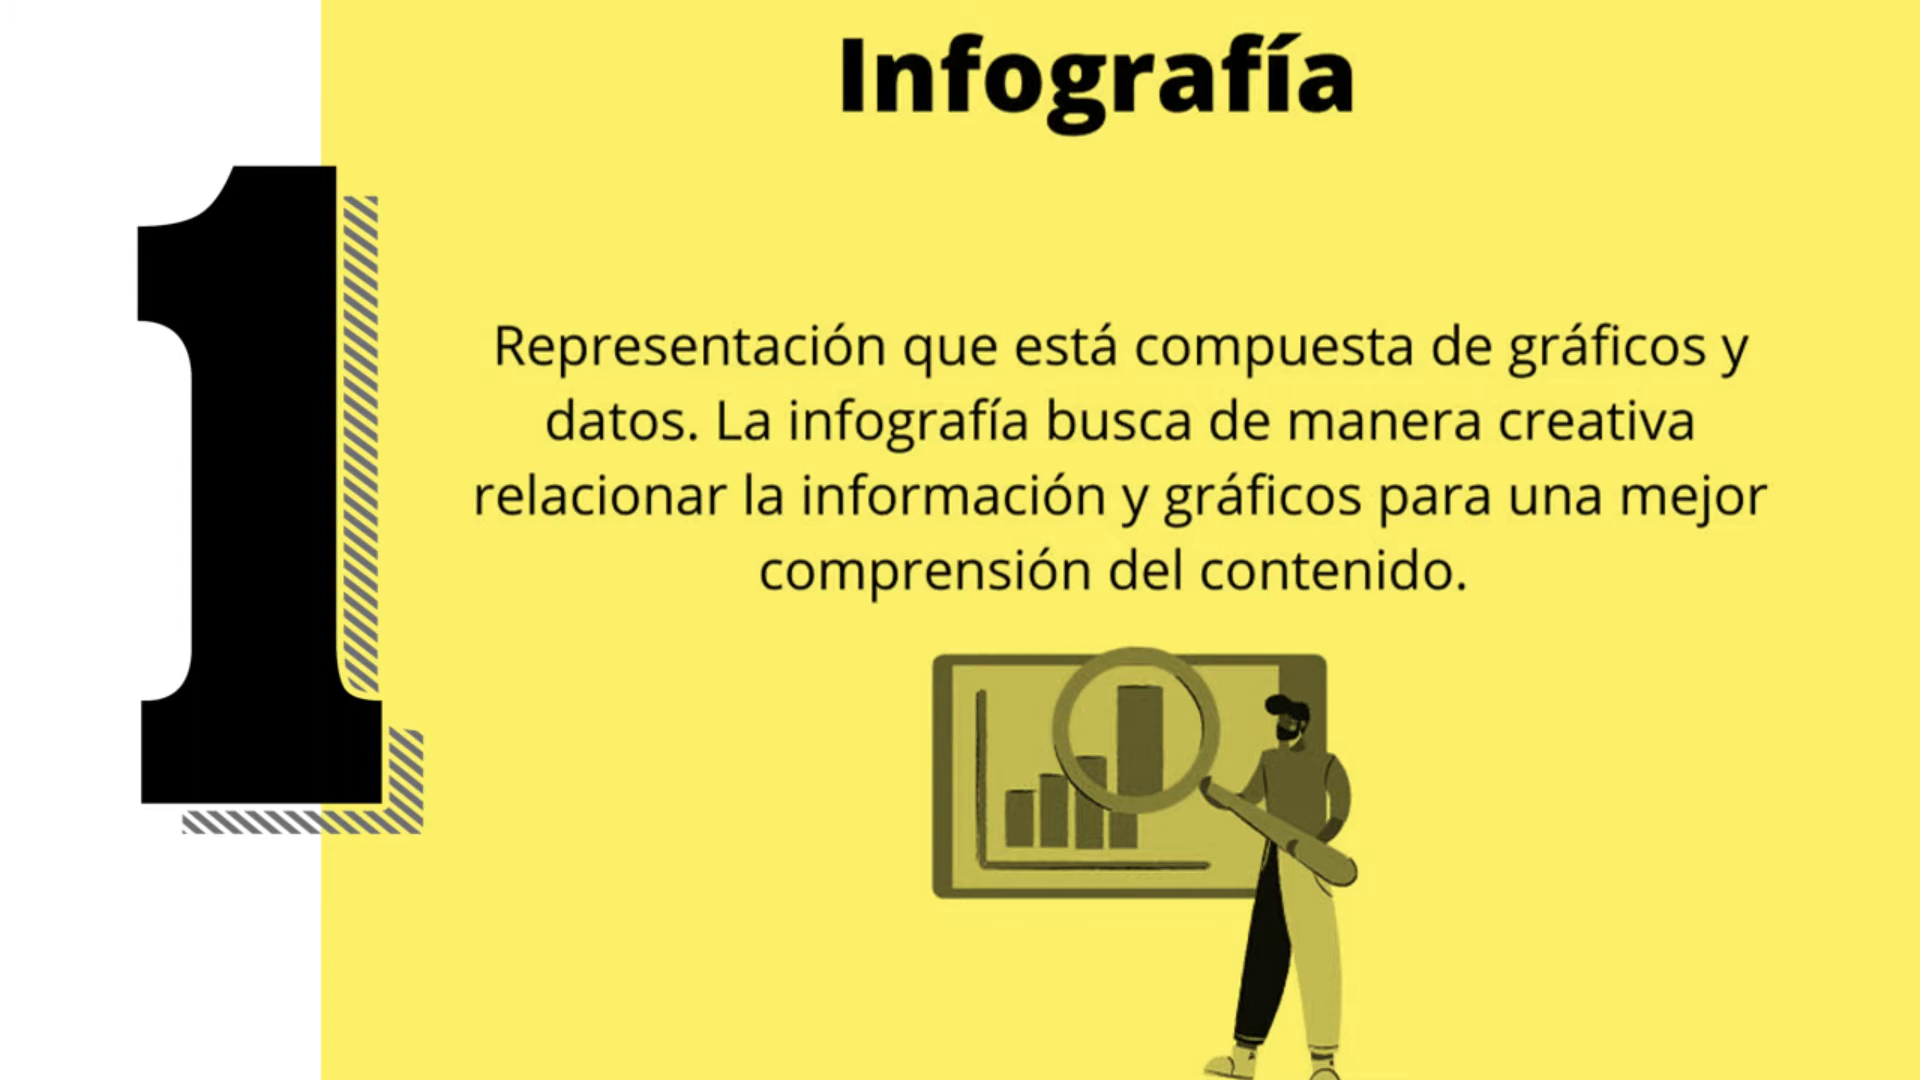 Infografía
1
Representación que está compuesta de gráficos y
datos. La infografía busca de manera creativa
relacionar la información y gráficos para una mejor
comprensión del contenido.